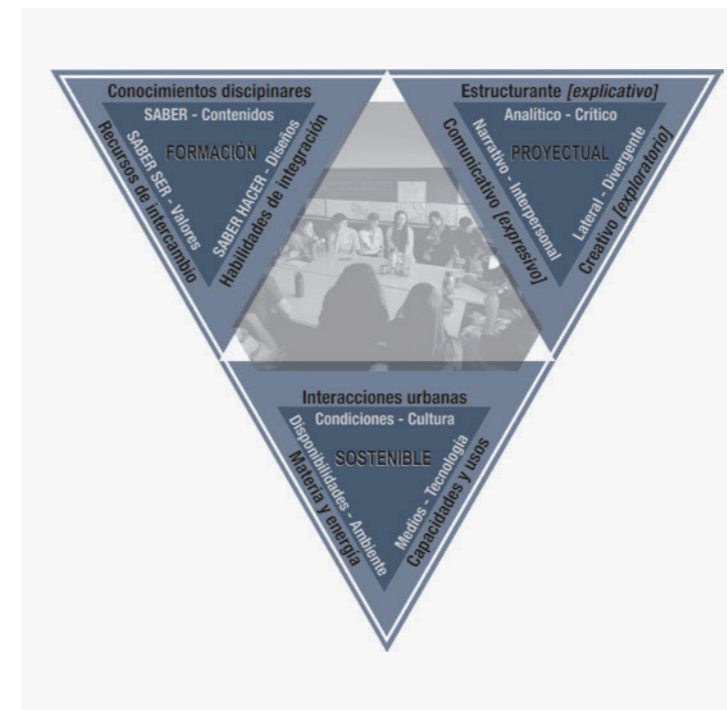 Conocimientos discipinares
SABER - Contenidos
FORMACIÓN
SABER SER - Valores
Recursos de intercambio
SABER HACER - Diseños
Habilidades de integración
Estructurante [explicativo]
Analítico - Crítico
PROYECTUAL
Narrativo - Interpersonal
Comunicativo [expresivo]
Lateral - Divergente
Creativo [exploratorio]
Interacciones urbanas
Condiciones - Cultura
SOSTENIBLE
Disponibilidades - Ambiente
Materia y energía
Medios - Tecnología
Capacidades y usos